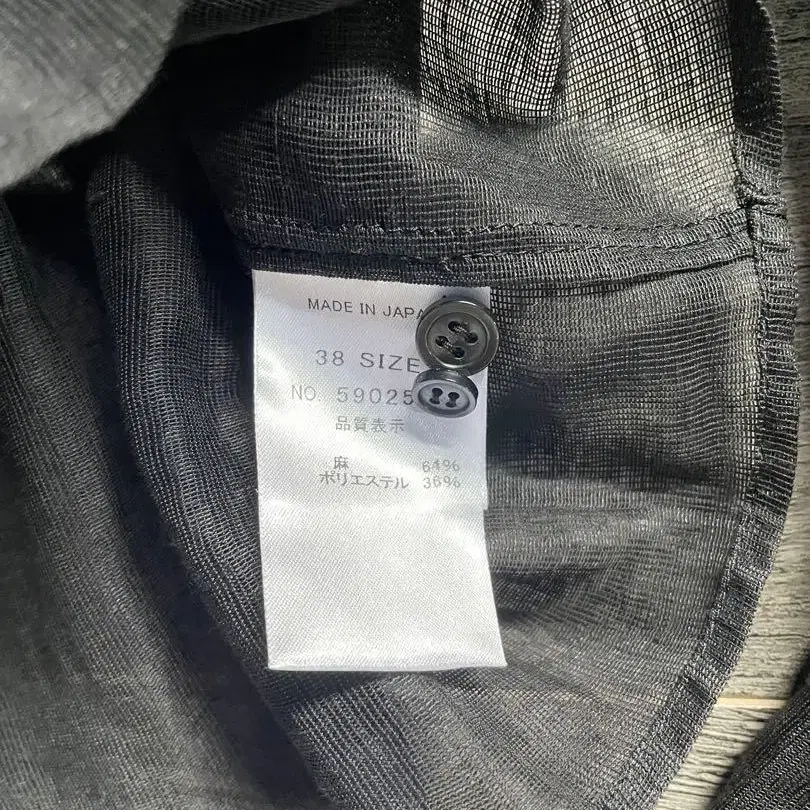 MADE IN JAPA
38 SIZE
NO. 59025
品質表示
麻 64%
ポリエステル 36%